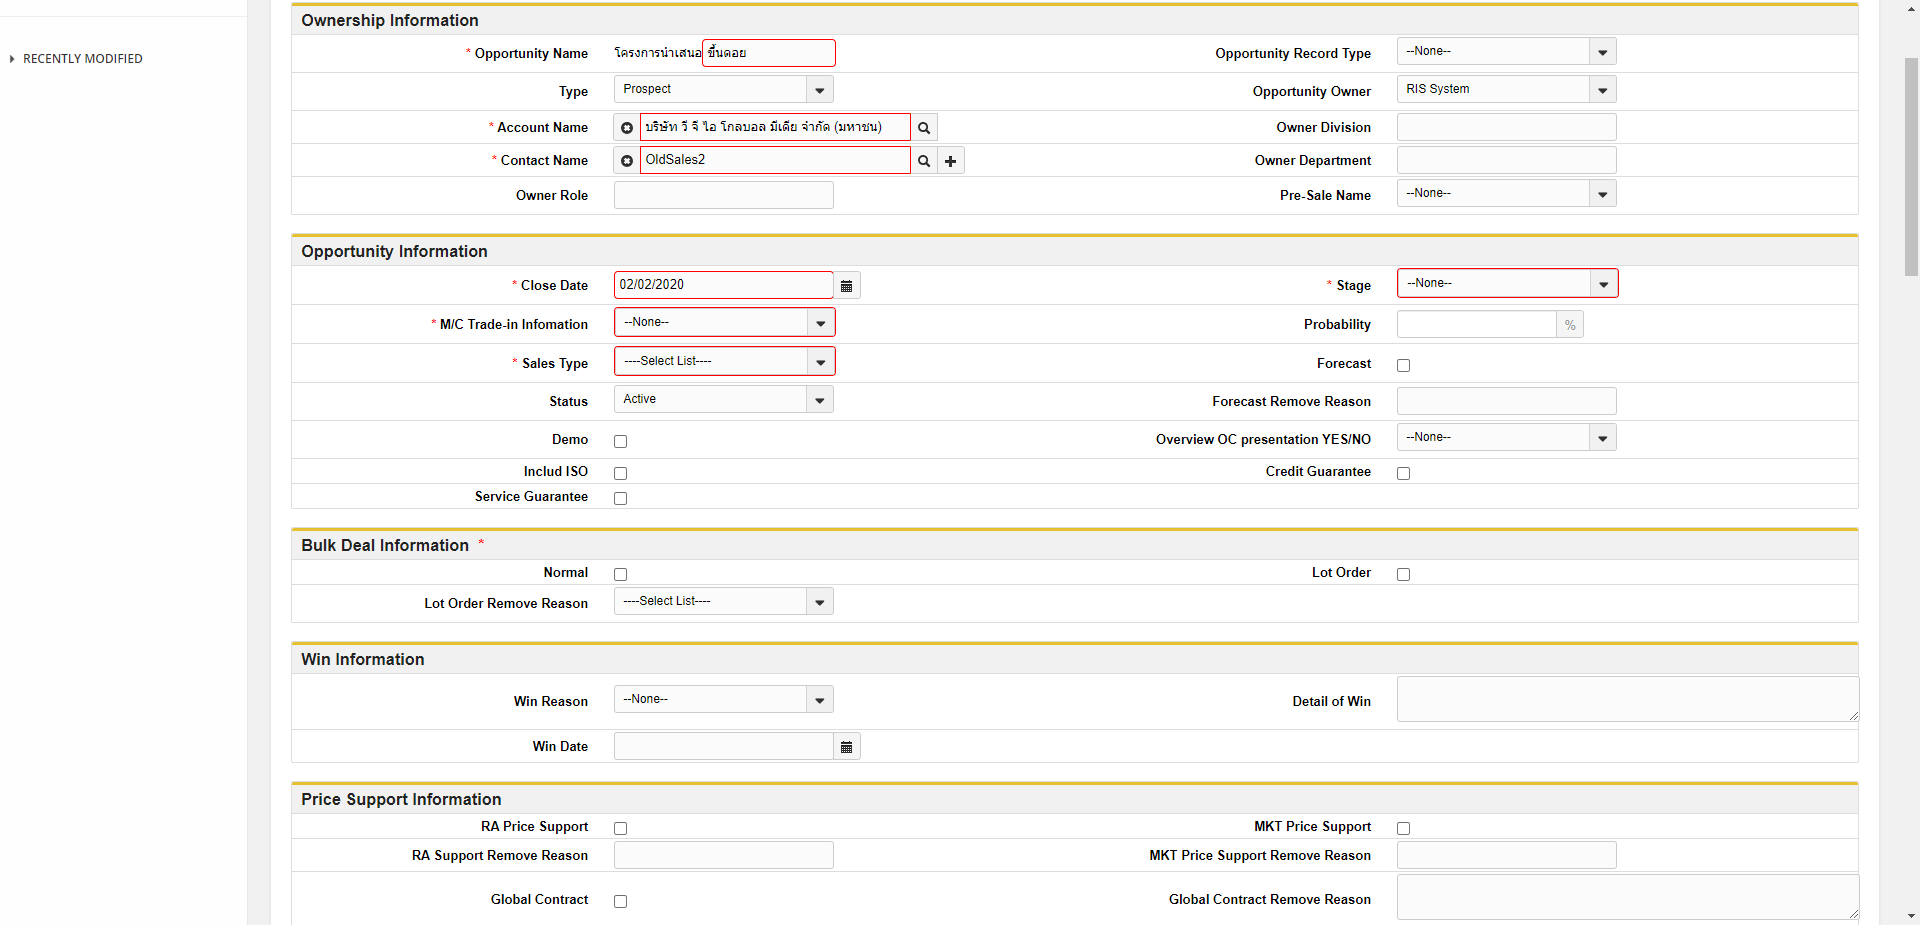 RECENTLY MODIFIED
Ownership Information
* Opportunity Name โครงการนำเสนอ ขึ้นดอย Opportunity Record Type --None--
Type Prospect Opportunity Owner RIS System
* Account Name บริษัท วี จี ไอ โกลบอล มีเดีย จำกัด (มหาชน) Owner Division
* Contact Name OldSales2 Owner Department
Owner Role Pre-Sale Name --None--
Opportunity Information
* Close Date 02/02/2020 * Stage --None--
* M/C Trade-in Infomation --None-- Probability %
* Sales Type ----Select List---- Forecast
Status Active Forecast Remove Reason
Demo Overview OC presentation YES/NO --None--
Includ ISO Credit Guarantee
Service Guarantee
Bulk Deal Information *
Normal Lot Order
Lot Order Remove Reason ----Select List----
Win Information
Win Reason --None-- Detail of Win
Win Date
Price Support Information
RA Price Support MKT Price Support
RA Support Remove Reason MKT Price Support Remove Reason
Global Contract Global Contract Remove Reason